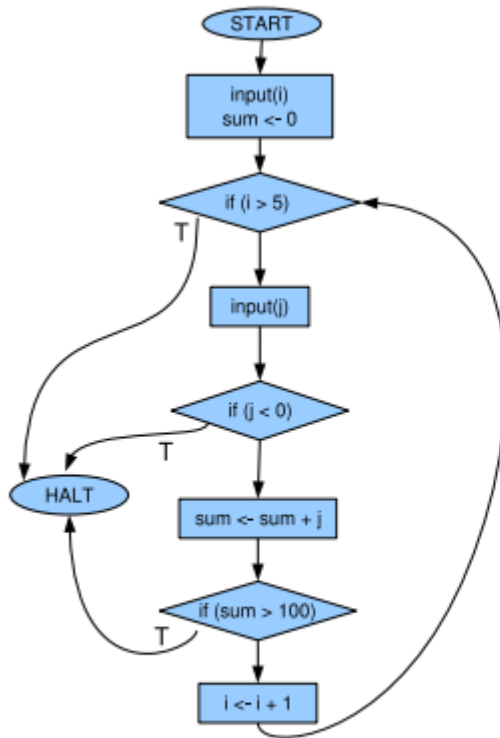 START
input(i)
sum <- 0
if (i > 5)
T
input(j)
if (j < 0)
T
HALT
sum <- sum + j
if (sum > 100)
T
i <- i + 1